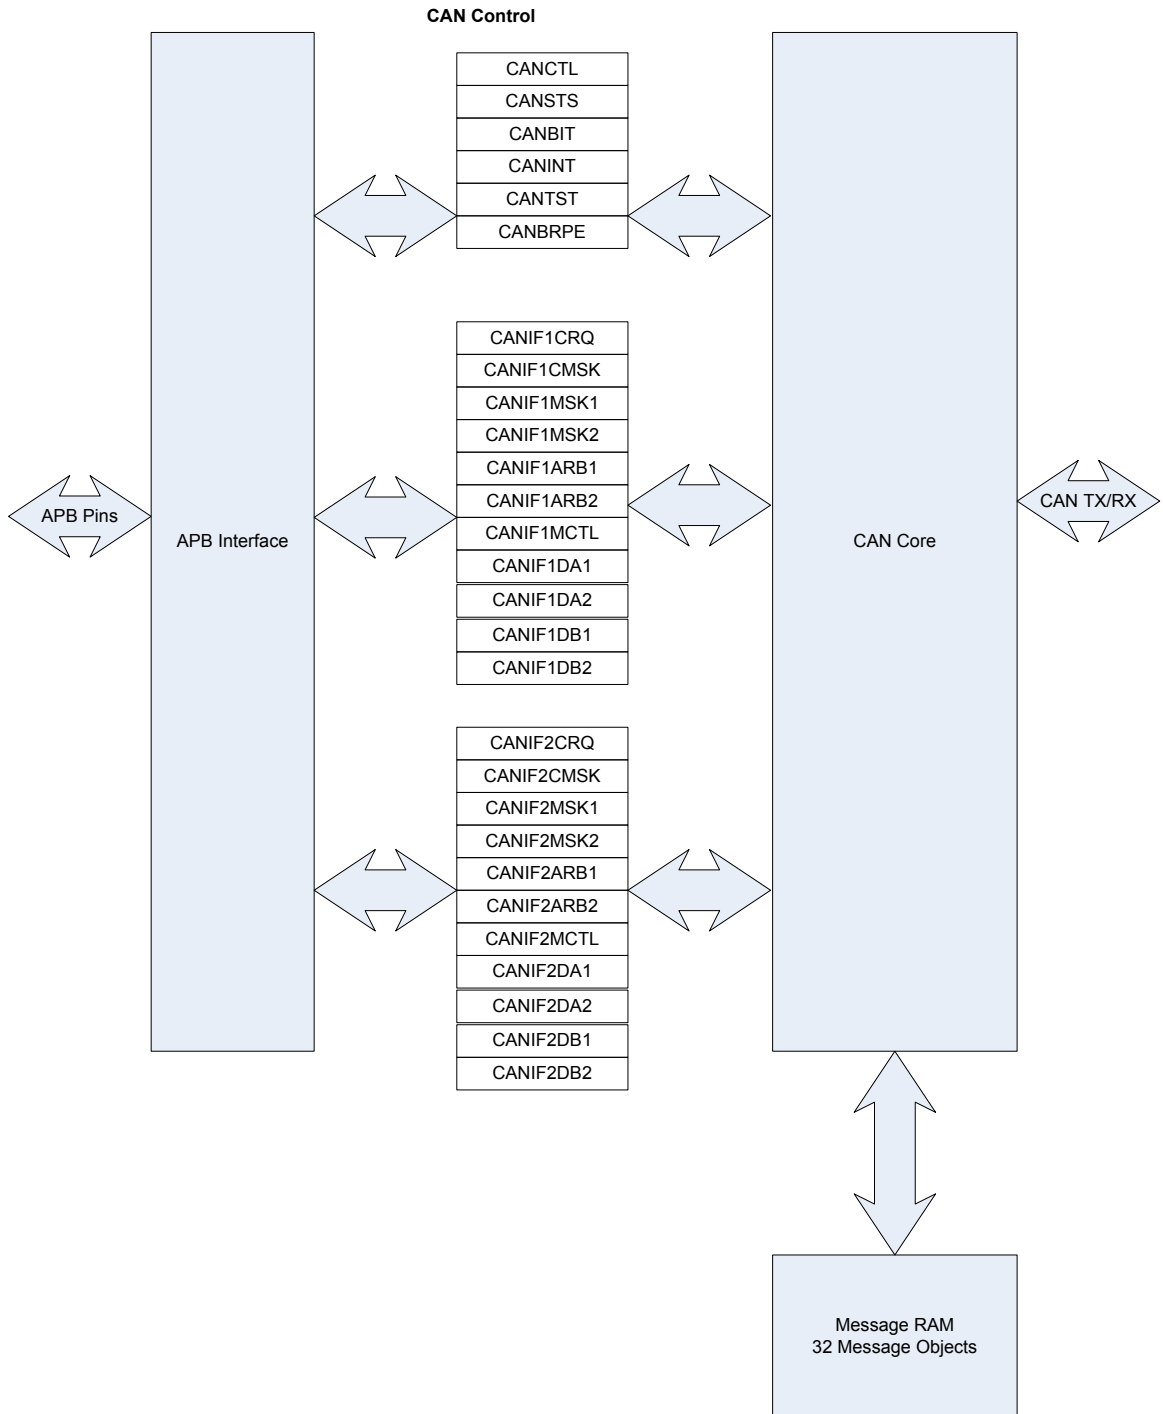 CAN Control
CANCTL
CANSTS
CANBIT
CANINT
CANTST
CANBRPE
CANIF1CRQ
CANIF1CMSK
CANIF1MSK1
CANIF1MSK2
CANIF1ARB1
CANIF1ARB2
CANIF1MCTL
CANIF1DA1
CANIF1DA2
CANIF1DB1
CANIF1DB2
APB Pins
APB Interface
CAN Core
CAN TX/RX
CANIF2CRQ
CANIF2CMSK
CANIF2MSK1
CANIF2MSK2
CANIF2ARB1
CANIF2ARB2
CANIF2MCTL
CANIF2DA1
CANIF2DA2
CANIF2DB1
CANIF2DB2
Message RAM
32 Message Objects